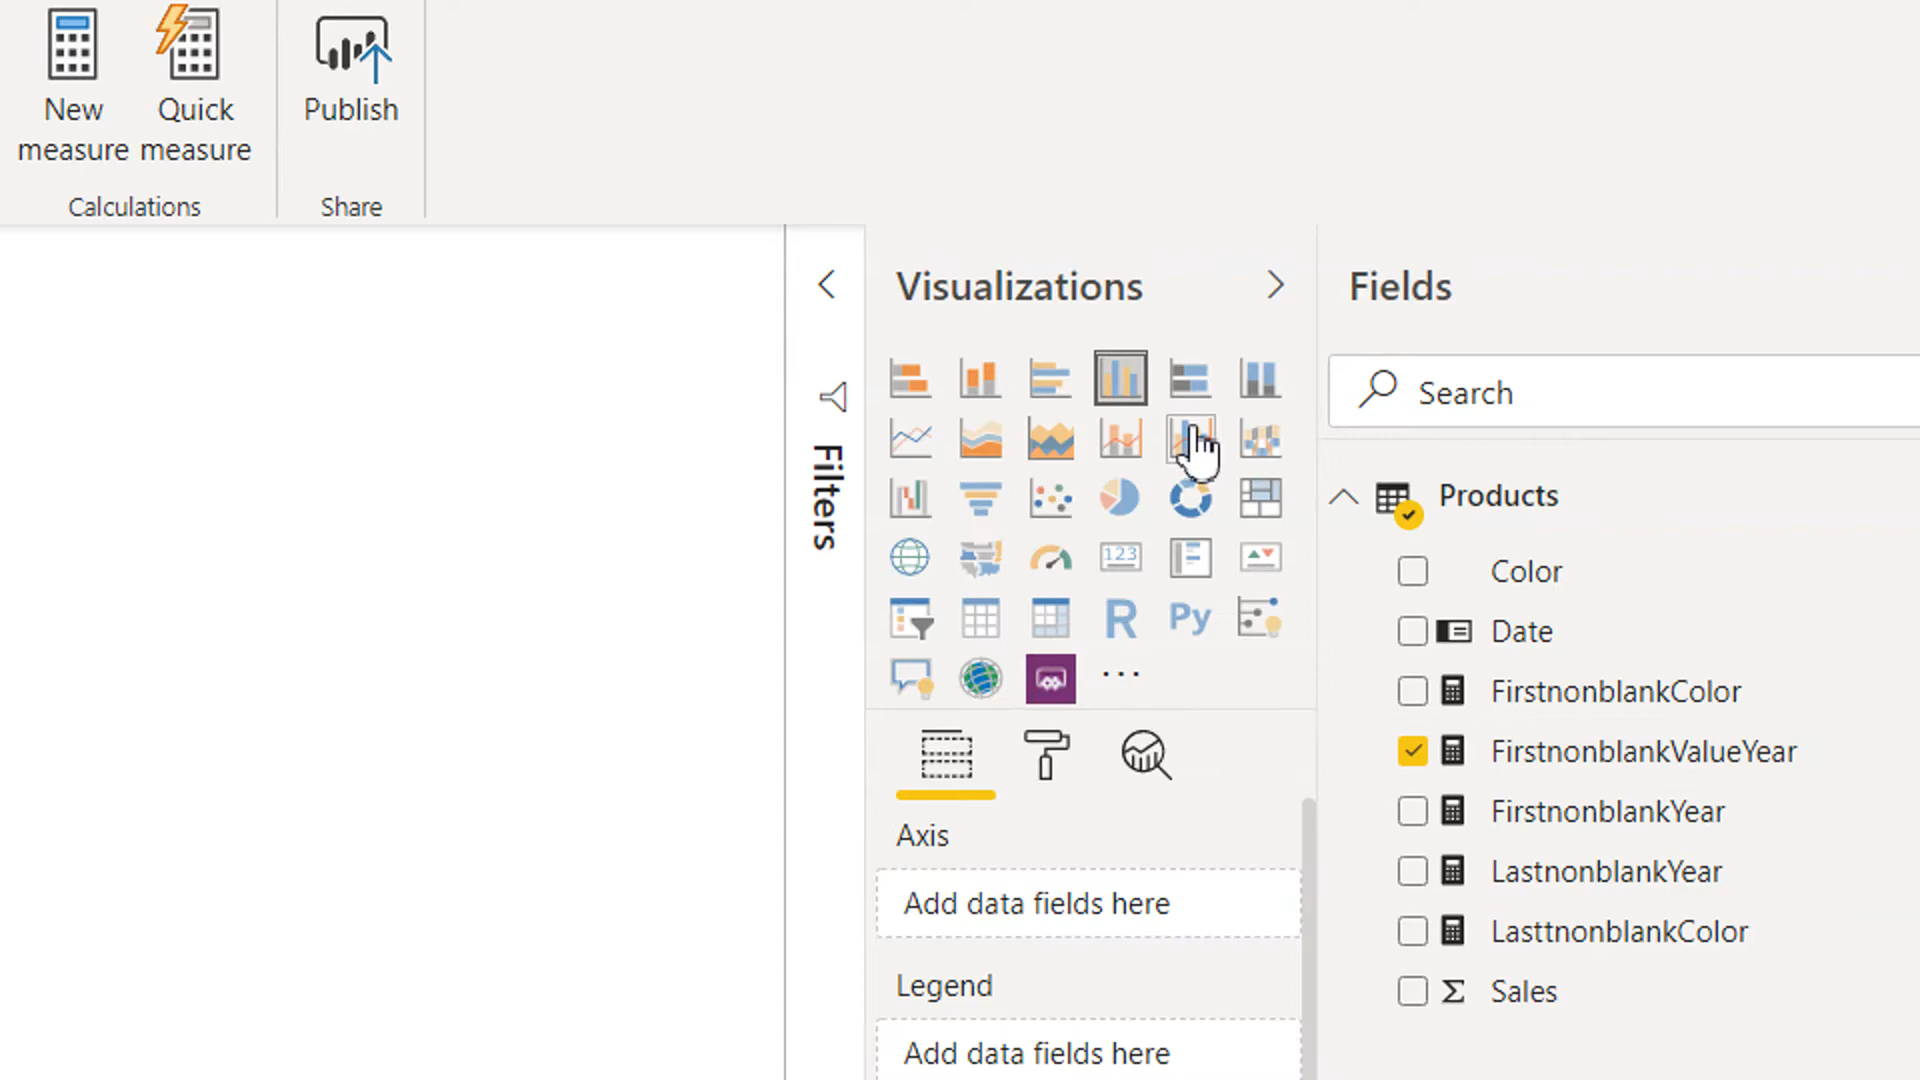 New measure
Quick measure
Publish
Calculations
Share
Filters
Visualizations
123
R
Py
...
Axis
Add data fields here
Legend
Add data fields here
Fields
Search
Products
Color
Date
FirstnonblankColor
FirstnonblankValueYear
FirstnonblankYear
LastnonblankYear
LasttnonblankColor
Σ Sales